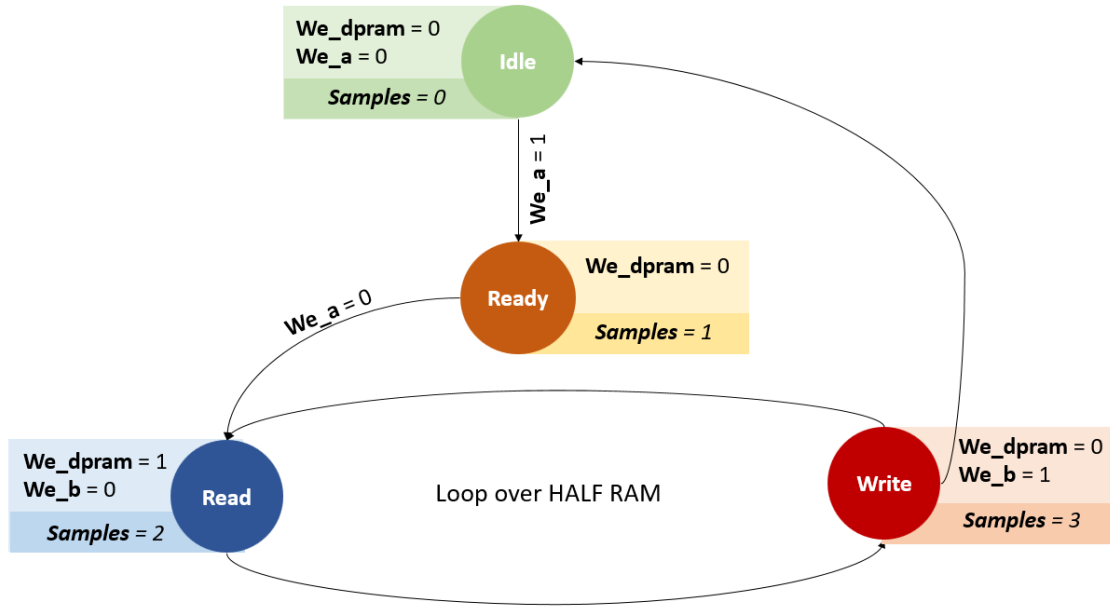 We_dpram = 0
We_a = 0
Idle
Samples = 0
We_a = 1
We_dpram = 0
Ready
We_a = 0
Samples = 1
We_dpram = 1
We_b = 0
Read
Samples = 2
Loop over HALF RAM
Write
We_dpram = 0
We_b = 1
Samples = 3